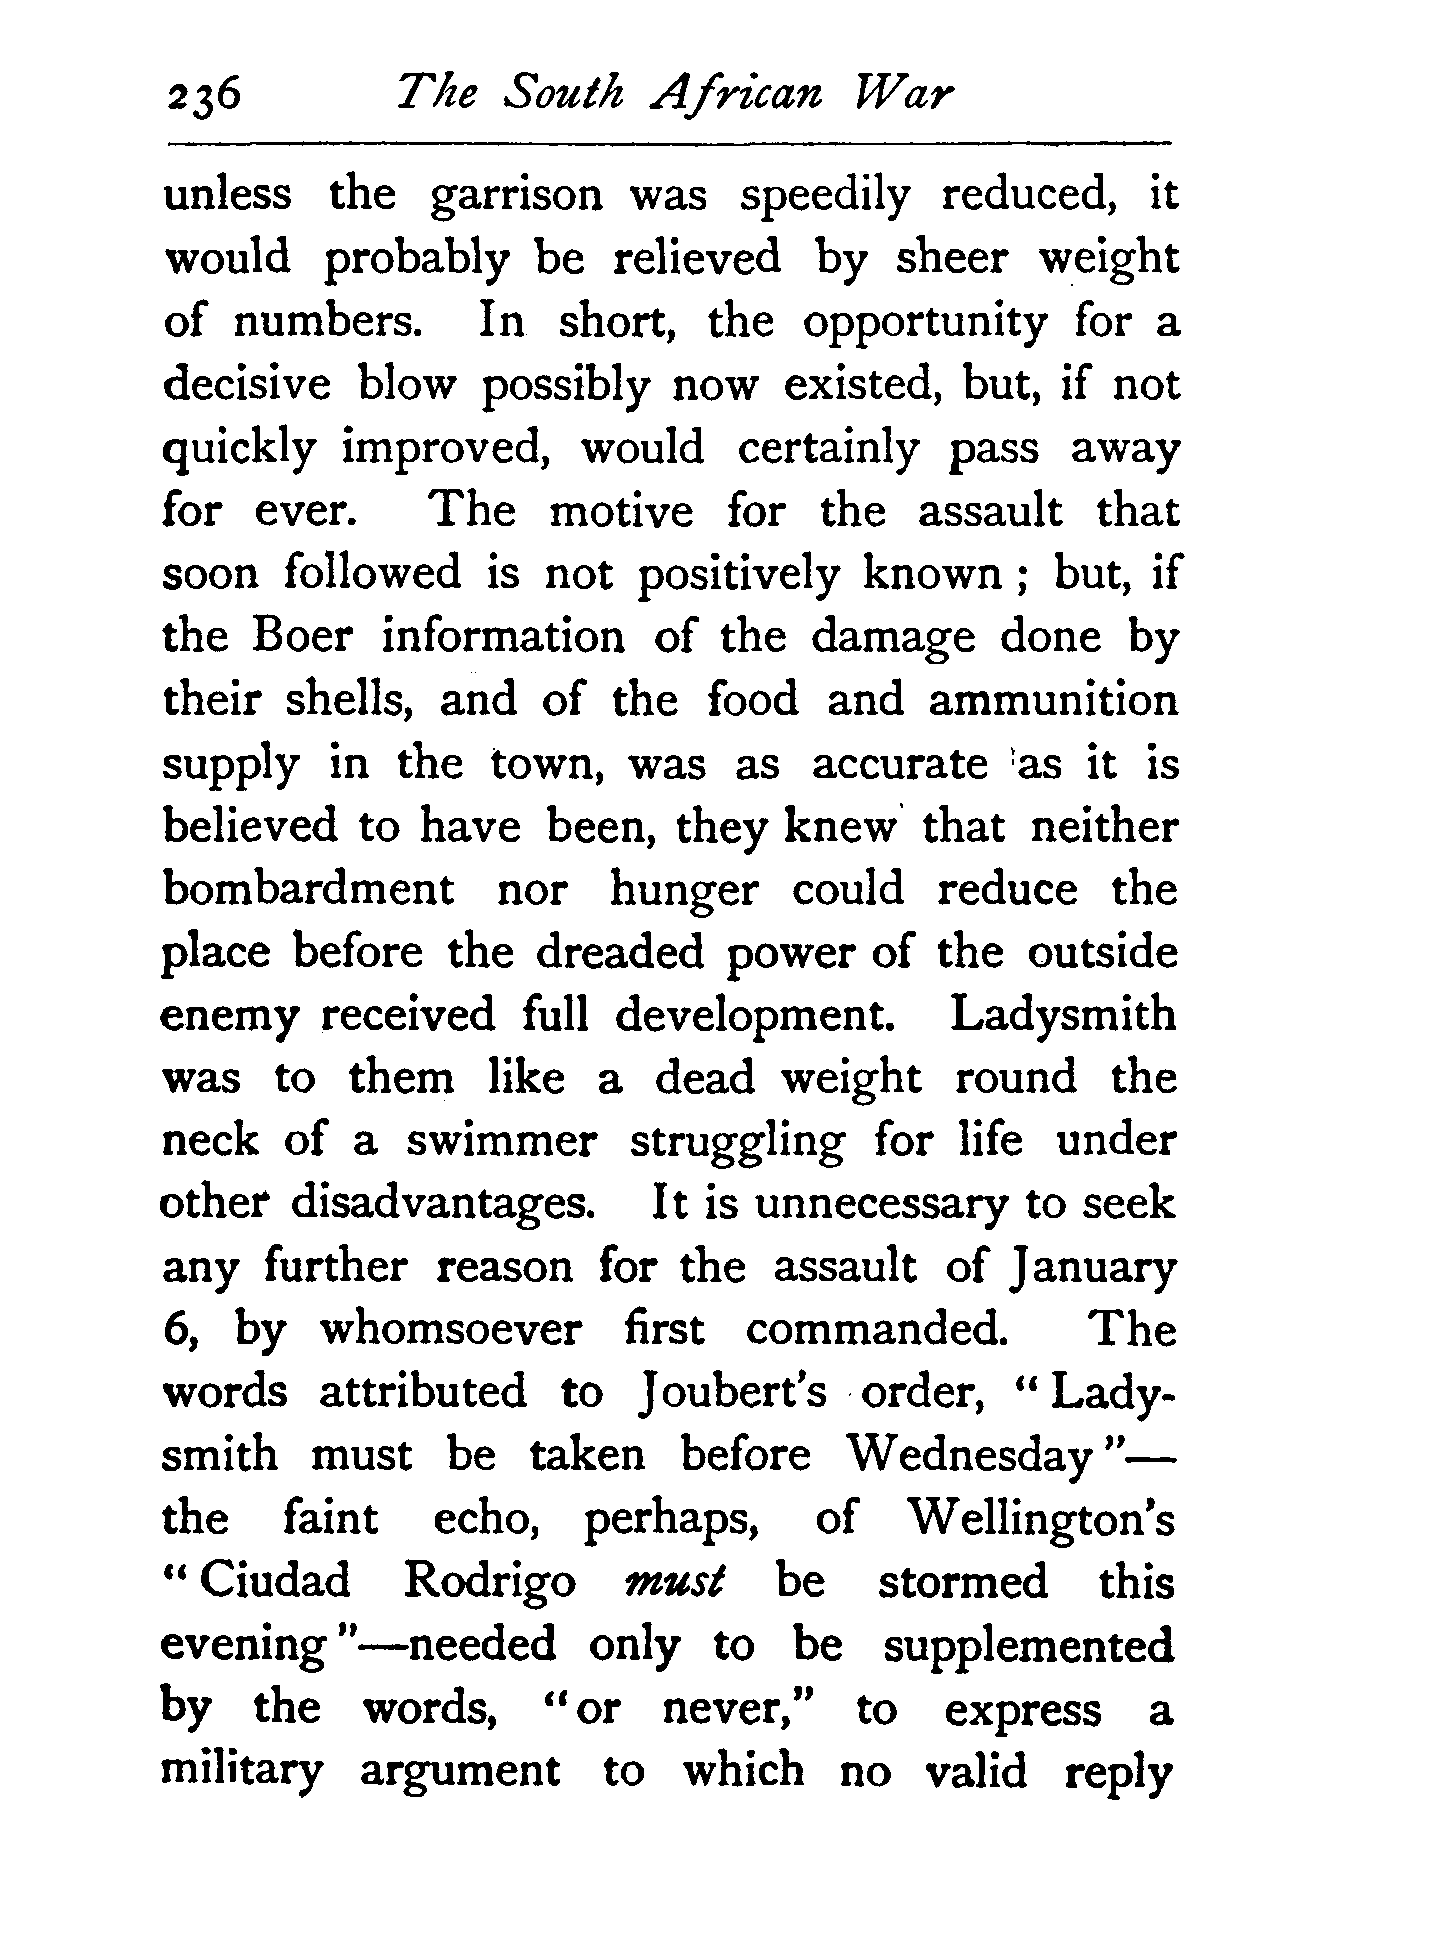 236 The South African War
unless the garrison was speedily reduced, it
would probably be relieved by sheer weight
of numbers. In short, the opportunity for a
decisive blow possibly now existed, but, if not
quickly improved, would certainly pass away
for ever. The motive for the assault that
soon followed is not positively known ; but, if
the Boer information of the damage done by
their shells, and of the food and ammunition
supply in the town, was as accurate as it is
believed to have been, they knew that neither
bombardment nor hunger could reduce the
place before the dreaded power of the outside
enemy received full development. Ladysmith
was to them like a dead weight round the
neck of a swimmer struggling for life under
other disadvantages. It is unnecessary to seek
any further reason for the assault of January
6, by whomsoever first commanded. The
words attributed to Joubert's order, “ Lady-
smith must be taken before Wednesday ”—
the faint echo, perhaps, of Wellington's
“ Ciudad Rodrigo must be stormed this
evening ”—needed only to be supplemented
by the words, “ or never,” to express a
military argument to which no valid reply